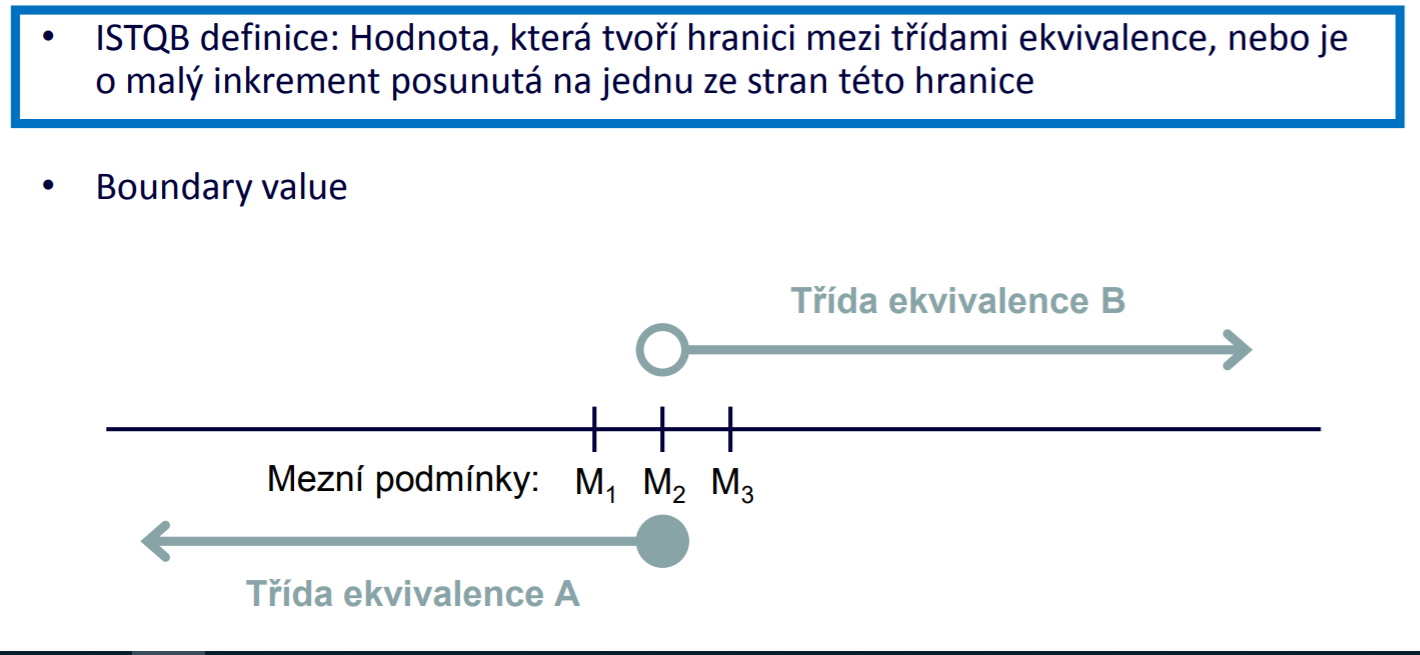 • ISTQB definice: Hodnota, která tvoří hranici mezi třídami ekvivalence, nebo je
o malý inkrement posunutá na jednu ze stran této hranice
• Boundary value
Třída ekvivalence B
Mezní podmínky: M₁ M₂ M₃
Třída ekvivalence A